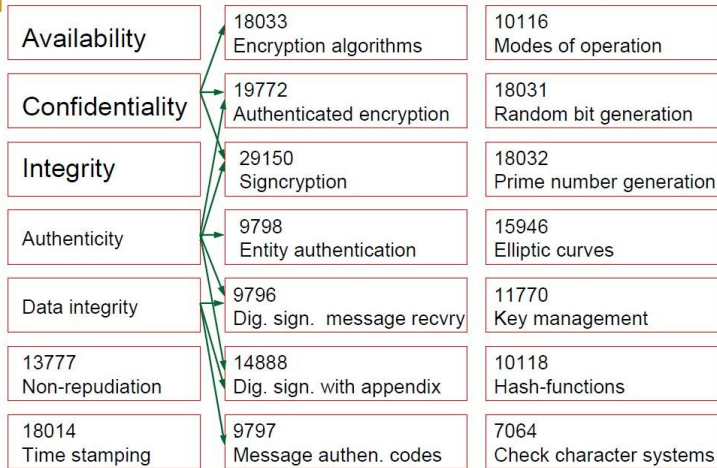 Availability
Confidentiality
Integrity
Authenticity
Data integrity
13777
Non-repudiation
18014
Time stamping
18033
Encryption algorithms
19772
Authenticated encryption
29150
Signcryption
9798
Entity authentication
9796
Dig. sign. message recvry
14888
Dig. sign. with appendix
9797
Message authen. codes
10116
Modes of operation
18031
Random bit generation
18032
Prime number generation
15946
Elliptic curves
11770
Key management
10118
Hash-functions
7064
Check character systems